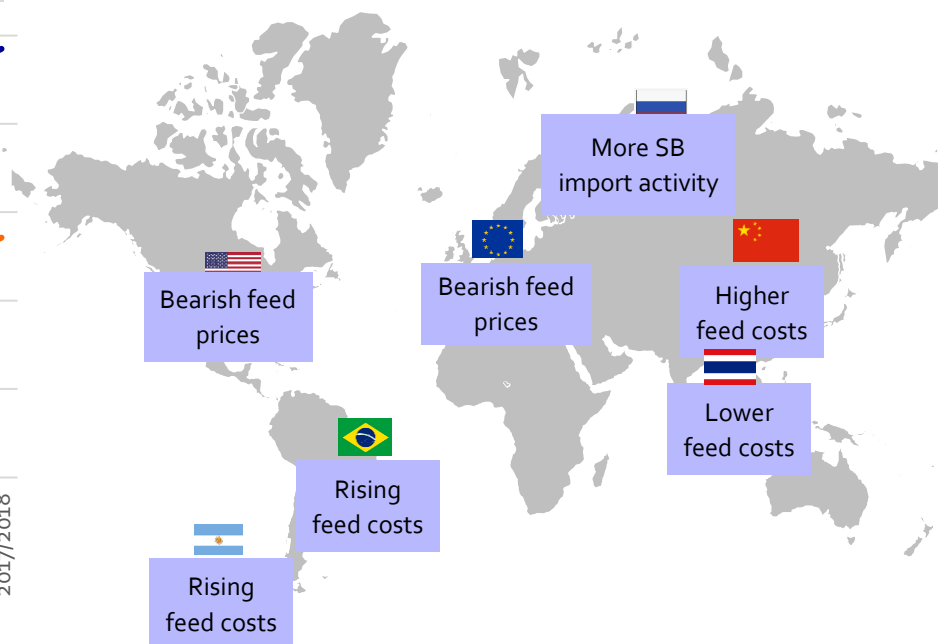 More SB
import activity
Bearish feed
prices
Bearish feed
prices
Higher
feed costs
Lower
feed costs
Rising
feed costs
Rising
feed costs
2017/2018